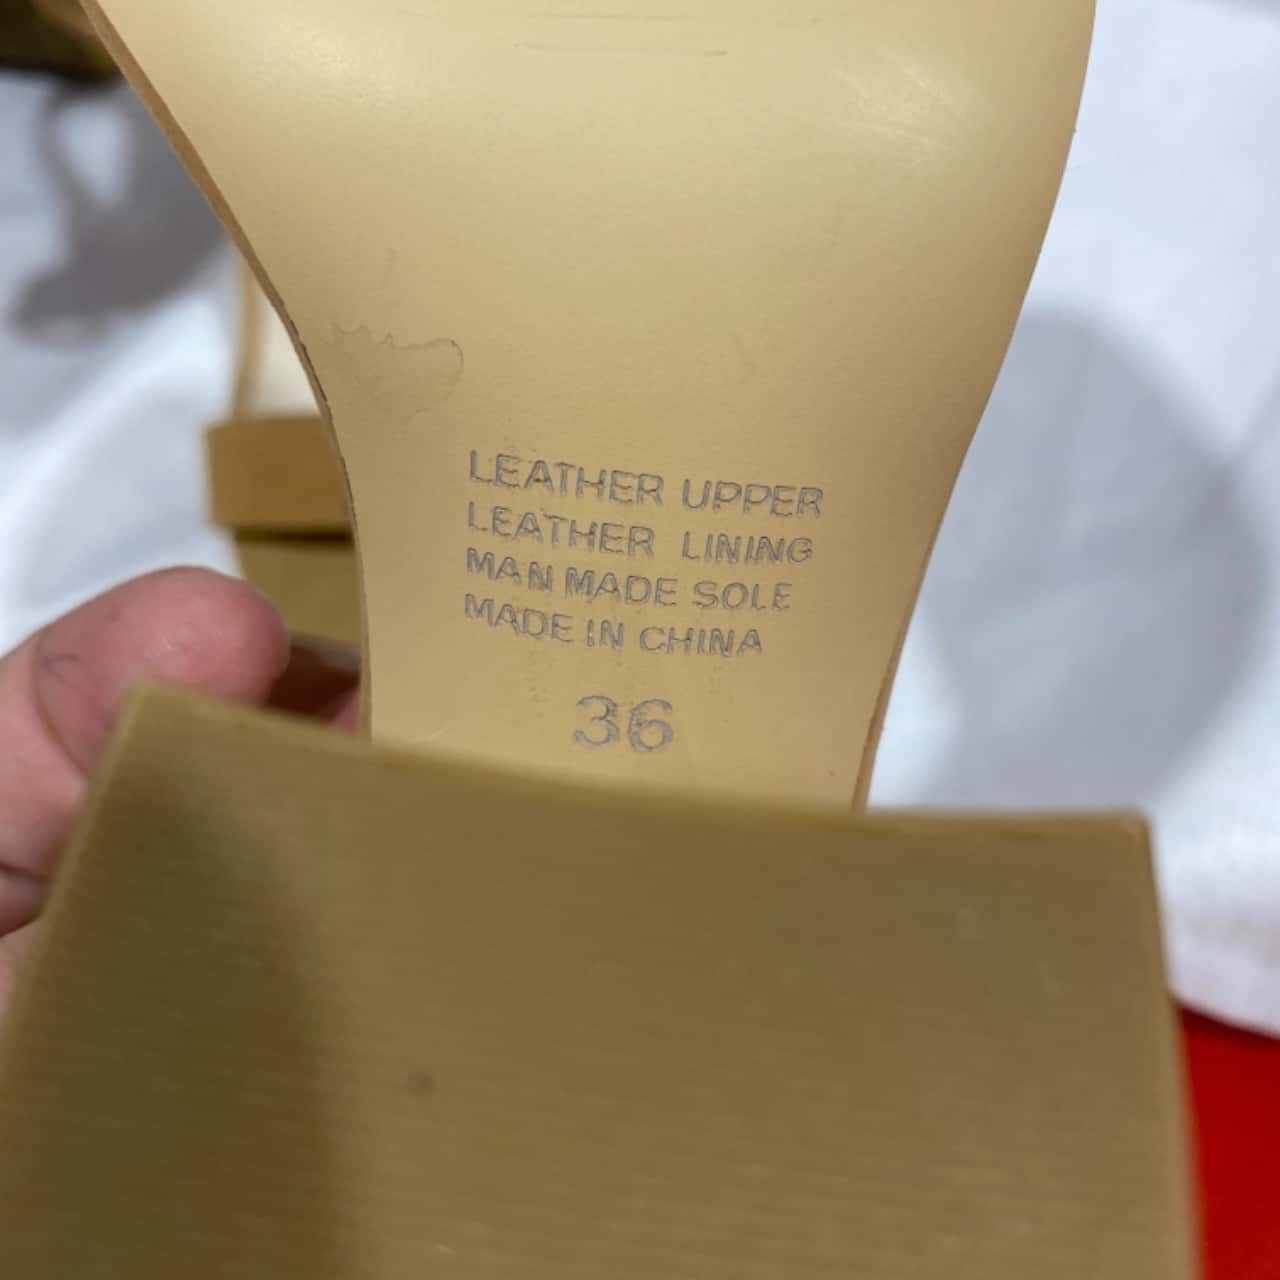 LEATHER UPPER
LEATHER LINING
MAN MADE SOLE
MADE IN CHINA
36